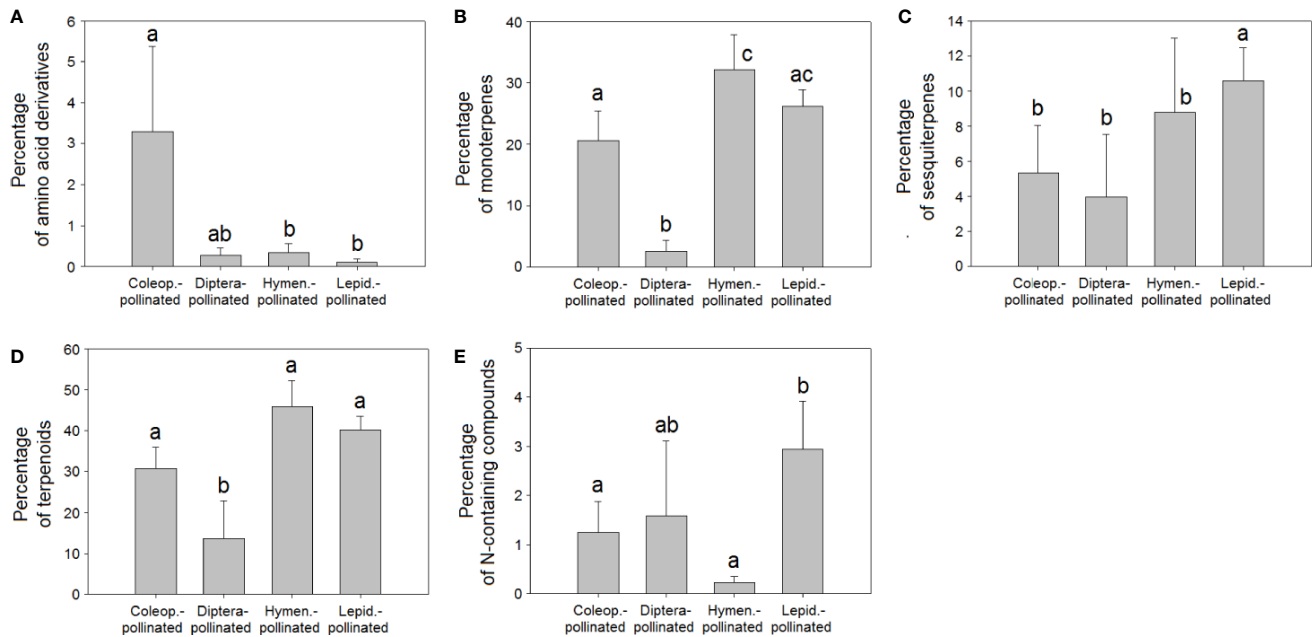 A
Percentage
of amino acid derivatives
6
5
4
3
2
1
0
a
ab
b
b
Coleop.- Diptera- Hymen.- Lepid.-
pollinated pollinated pollinated pollinated
B
Percentage
of monoterpenes
40
30
20
10
0
a
b
c
ac
Coleop.- Diptera- Hymen.- Lepid.-
pollinated pollinated pollinated pollinated
C
Percentage
of sesquiterpenes
14
12
10
8
6
4
2
0
b
b
b
a
Coleop.- Diptera- Hymen.- Lepid.-
pollinated pollinated pollinated pollinated
D
Percentage
of terpenoids
60
50
40
30
20
10
0
a
b
a
a
Coleop.- Diptera- Hymen.- Lepid.-
pollinated pollinated pollinated pollinated
E
Percentage
of N-containing compounds
5
4
3
2
1
0
a
ab
a
b
Coleop.- Diptera- Hymen.- Lepid.-
pollinated pollinated pollinated pollinated